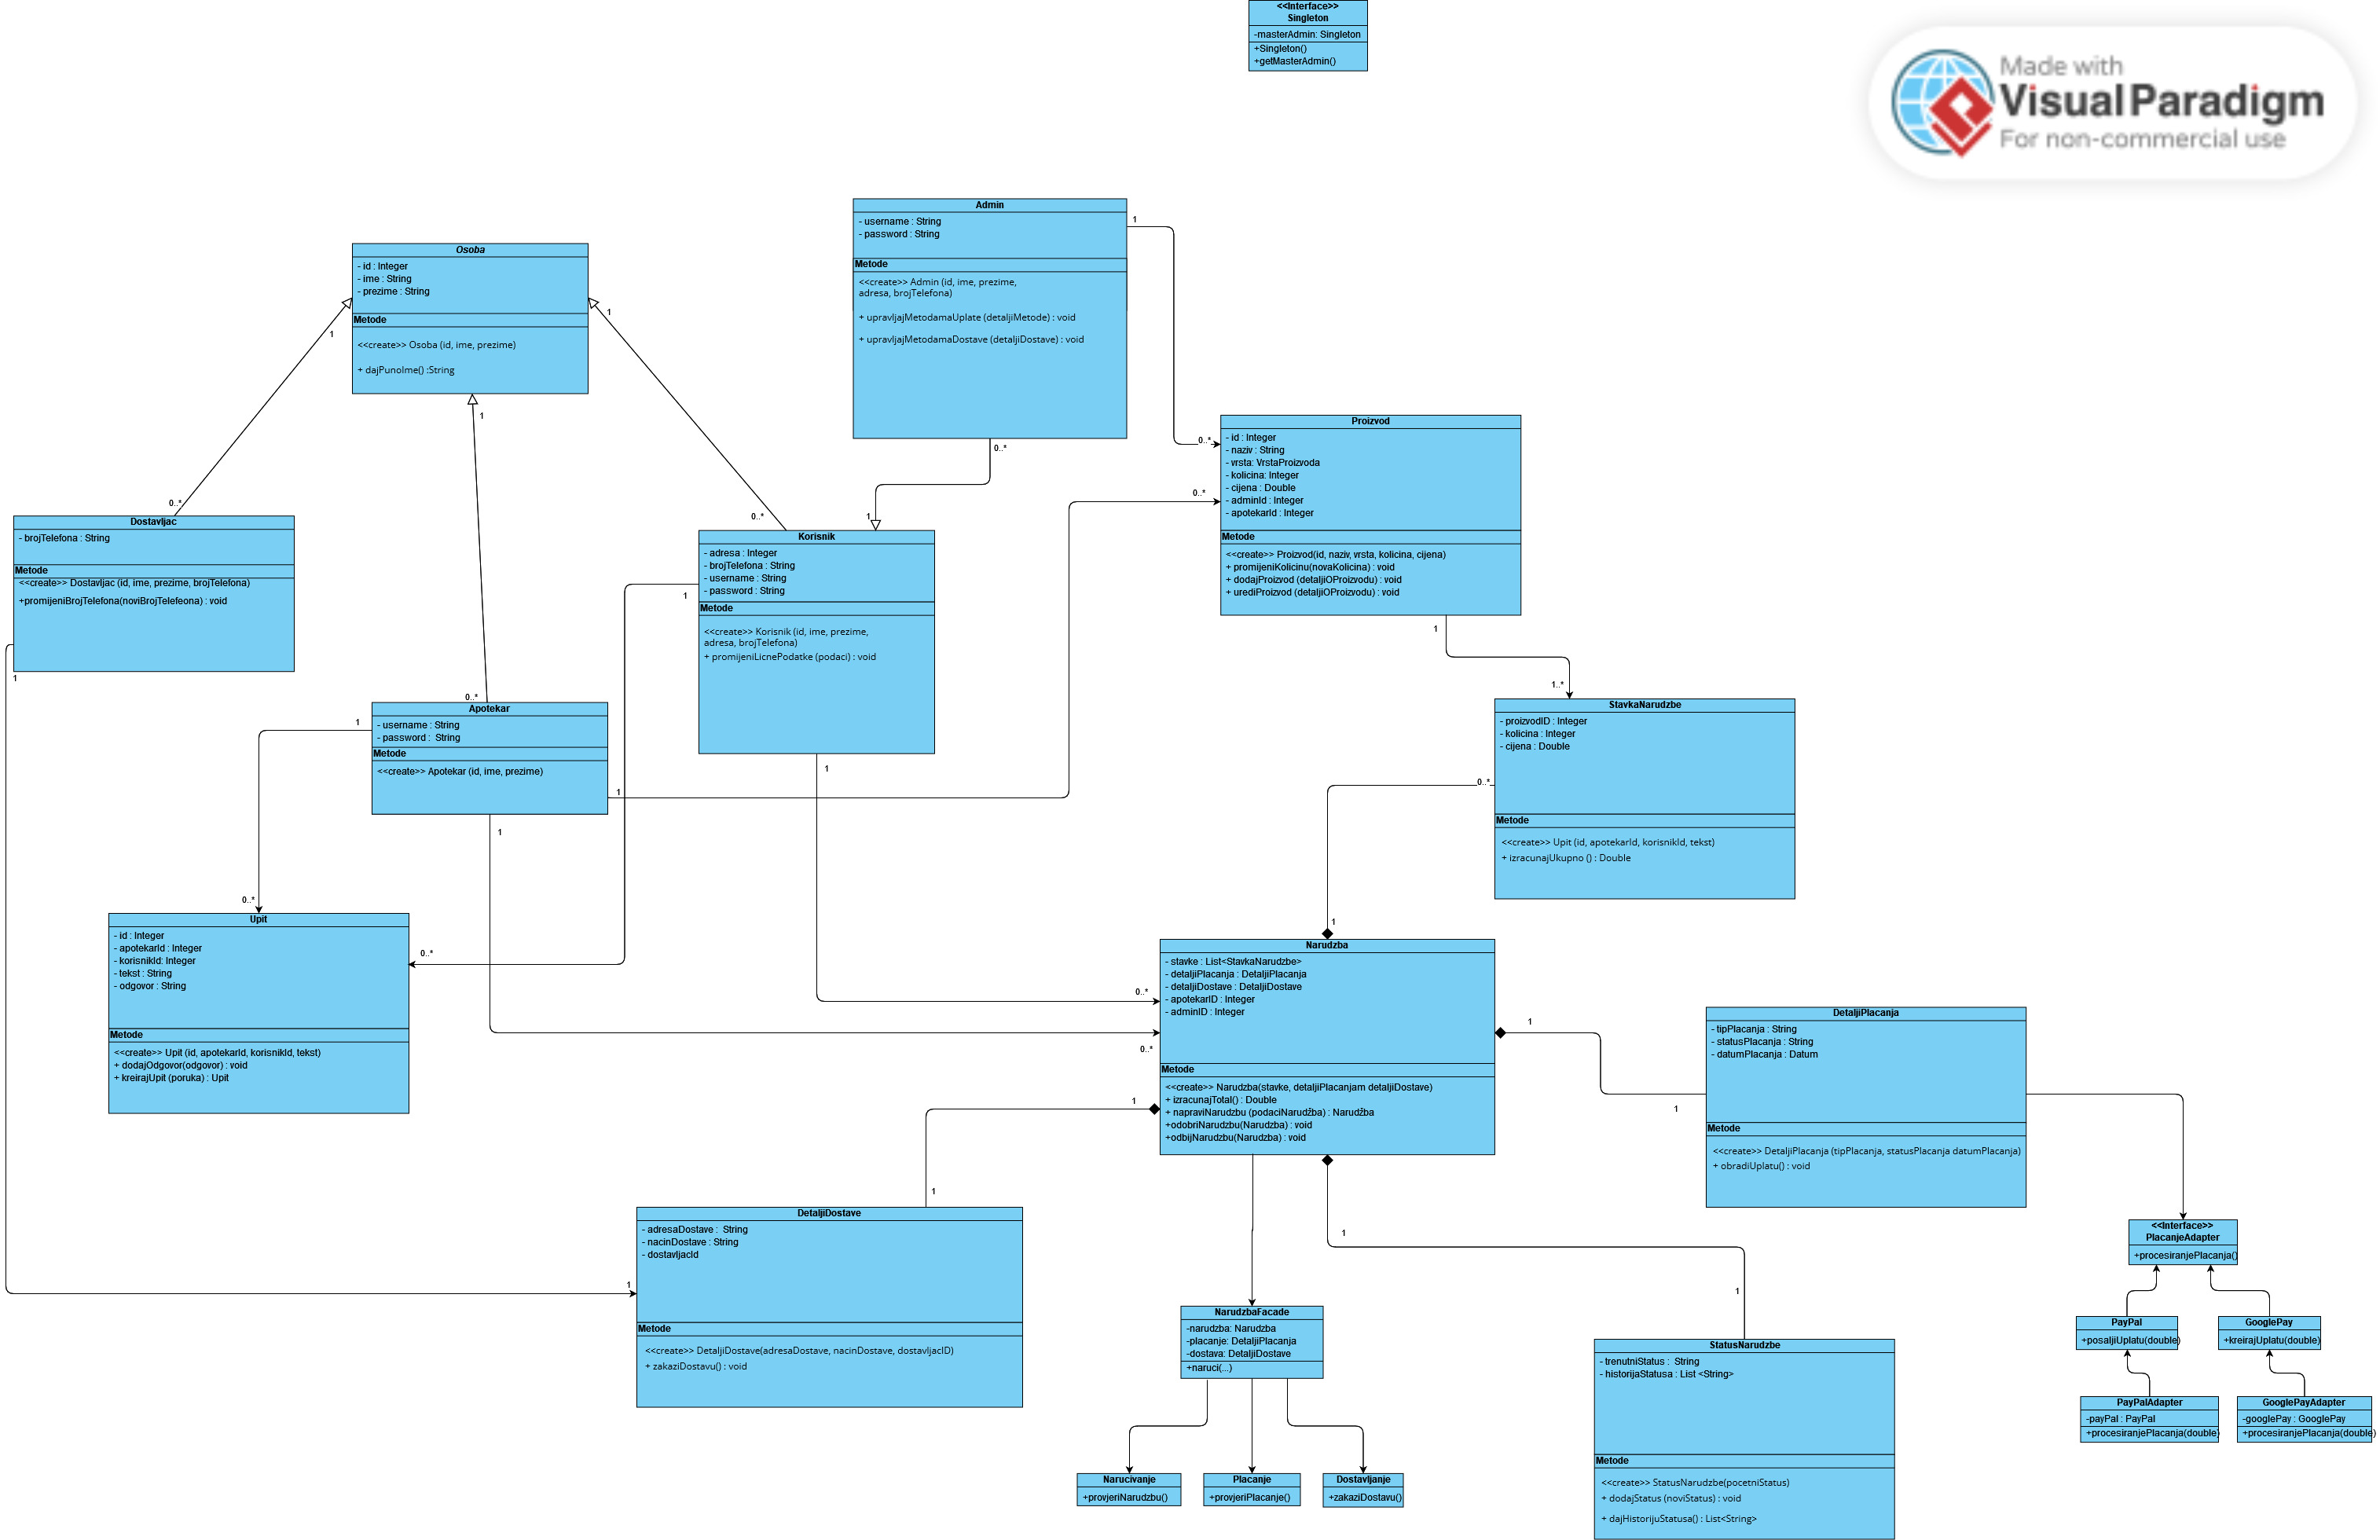 <<Interface>>
Singleton
-masterAdmin: Singleton
+Singleton()
+getMasterAdmin()
Made with
Visual Paradigm
For non-commercial use
Admin
- username : String
- password : String
Metode
<<create>> Admin (id, ime, prezime,
adresa, brojTelefona)
+ upravljajMetodamaUplate (detaljiMetode) : void
+ upravljajMetodamaDostave (detaljiDostave) : void
1
0..*
0..*
1
Osoba
- id : Integer
- ime : String
- prezime : String
Metode
<<create>> Osoba (id, ime, prezime)
+ dajPunoIme() :String
1
1
1
0..*
0..*
0..*
Proizvod
- id : Integer
- naziv : String
- vrsta: VrstaProizvoda
- kolicina: Integer
- cijena : Double
- adminId : Integer
- apotekarId : Integer
Metode
<<create>> Proizvod(id, naziv, vrsta, kolicina, cijena)
+ promijeniKolicinu(novaKolicina) : void
+ dodajProizvod (detaljiOProizvodu) : void
+ urediProizvod (detaljiOProizvodu) : void
0..*
1
1..*
Dostavljac
- brojTelefona : String
Metode
<<create>> Dostavljac (id, ime, prezime, brojTelefona)
+promijeniBrojTelefona(noviBrojTelefeona) : void
1
Korisnik
- adresa : Integer
- brojTelefona : String
- username : String
- password : String
Metode
<<create>> Korisnik (id, ime, prezime,
adresa, brojTelefona)
+ promijeniLicnePodatke (podaci) : void
1
1
Apotekar
- username : String
- password :  String
Metode
<<create>> Apotekar (id, ime, prezime)
1
1
1
StavkaNarudzbe
- proizvodID : Integer
- kolicina : Integer
- cijena : Double
Metode
<<create>> Upit (id, apotekarId, korisnikId, tekst)
+ izracunajUkupno () : Double
0..*
1
Upit
- id : Integer
- apotekarId : Integer
- korisnikId: Integer
- tekst : String
- odgovor : String
Metode
<<create>> Upit (id, apotekarId, korisnikId, tekst)
+ dodajOdgovor(odgovor) : void
+ kreirajUpit (poruka) : Upit
0..*
0..*
Narudzba
- stavke : List<StavkaNarudzbe>
- detaljiPlacanja : DetaljiPlacanja
- detaljiDostave : DetaljiDostave
- apotekarID : Integer
- adminID : Integer
Metode
<<create>> Narudzba(stavke, detaljiPlacanjam detaljiDostave)
+ izracunajTotal() : Double
+ napraviNarudzbu (podaciNarudžba) : Narudžba
+odobriNarudzbu(Narudzba) : void
+odbijNarudzbu(Narudzba) : void
0..*
0..*
1
1
1
1
1
1
DetaljiPlacanja
- tipPlacanja : String
- statusPlacanja : String
- datumPlacanja : Datum
Metode
<<create>> DetaljiPlacanja (tipPlacanja, statusPlacanja datumPlacanja)
+ obradiUplatu() : void
DetaljiDostave
- adresaDostave :  String
- nacinDostave : String
- dostavljacId
Metode
<<create>> DetaljiDostave(adresaDostave, nacinDostave, dostavljacID)
+ zakaziDostavu() : void
1
<<Interface>>
PlacanjeAdapter
+procesiranjePlacanja()
NarudzbaFacade
-narudzba: Narudzba
-placanje: DetaljiPlacanja
-dostava: DetaljiDostave
+naruci(...)
PayPal
+posaljiUplatu(double)
GooglePay
+kreirajUplatu(double)
StatusNarudzbe
- trenutniStatus :  String
- historijaStatusa : List <String>
Metode
<<create>> StatusNarudzbe(pocetniStatus)
+ dodajStatus (noviStatus) : void
+ dajHistorijuStatusa() : List<String>
PayPalAdapter
-payPal : PayPal
+procesiranjePlacanja(double)
GooglePayAdapter
-googlePay : GooglePay
+procesiranjePlacanja(double)
Narucivanje
+provjeriNarudzbu()
Placanje
+provjeriPlacanje()
Dostavljanje
+zakaziDostavu()